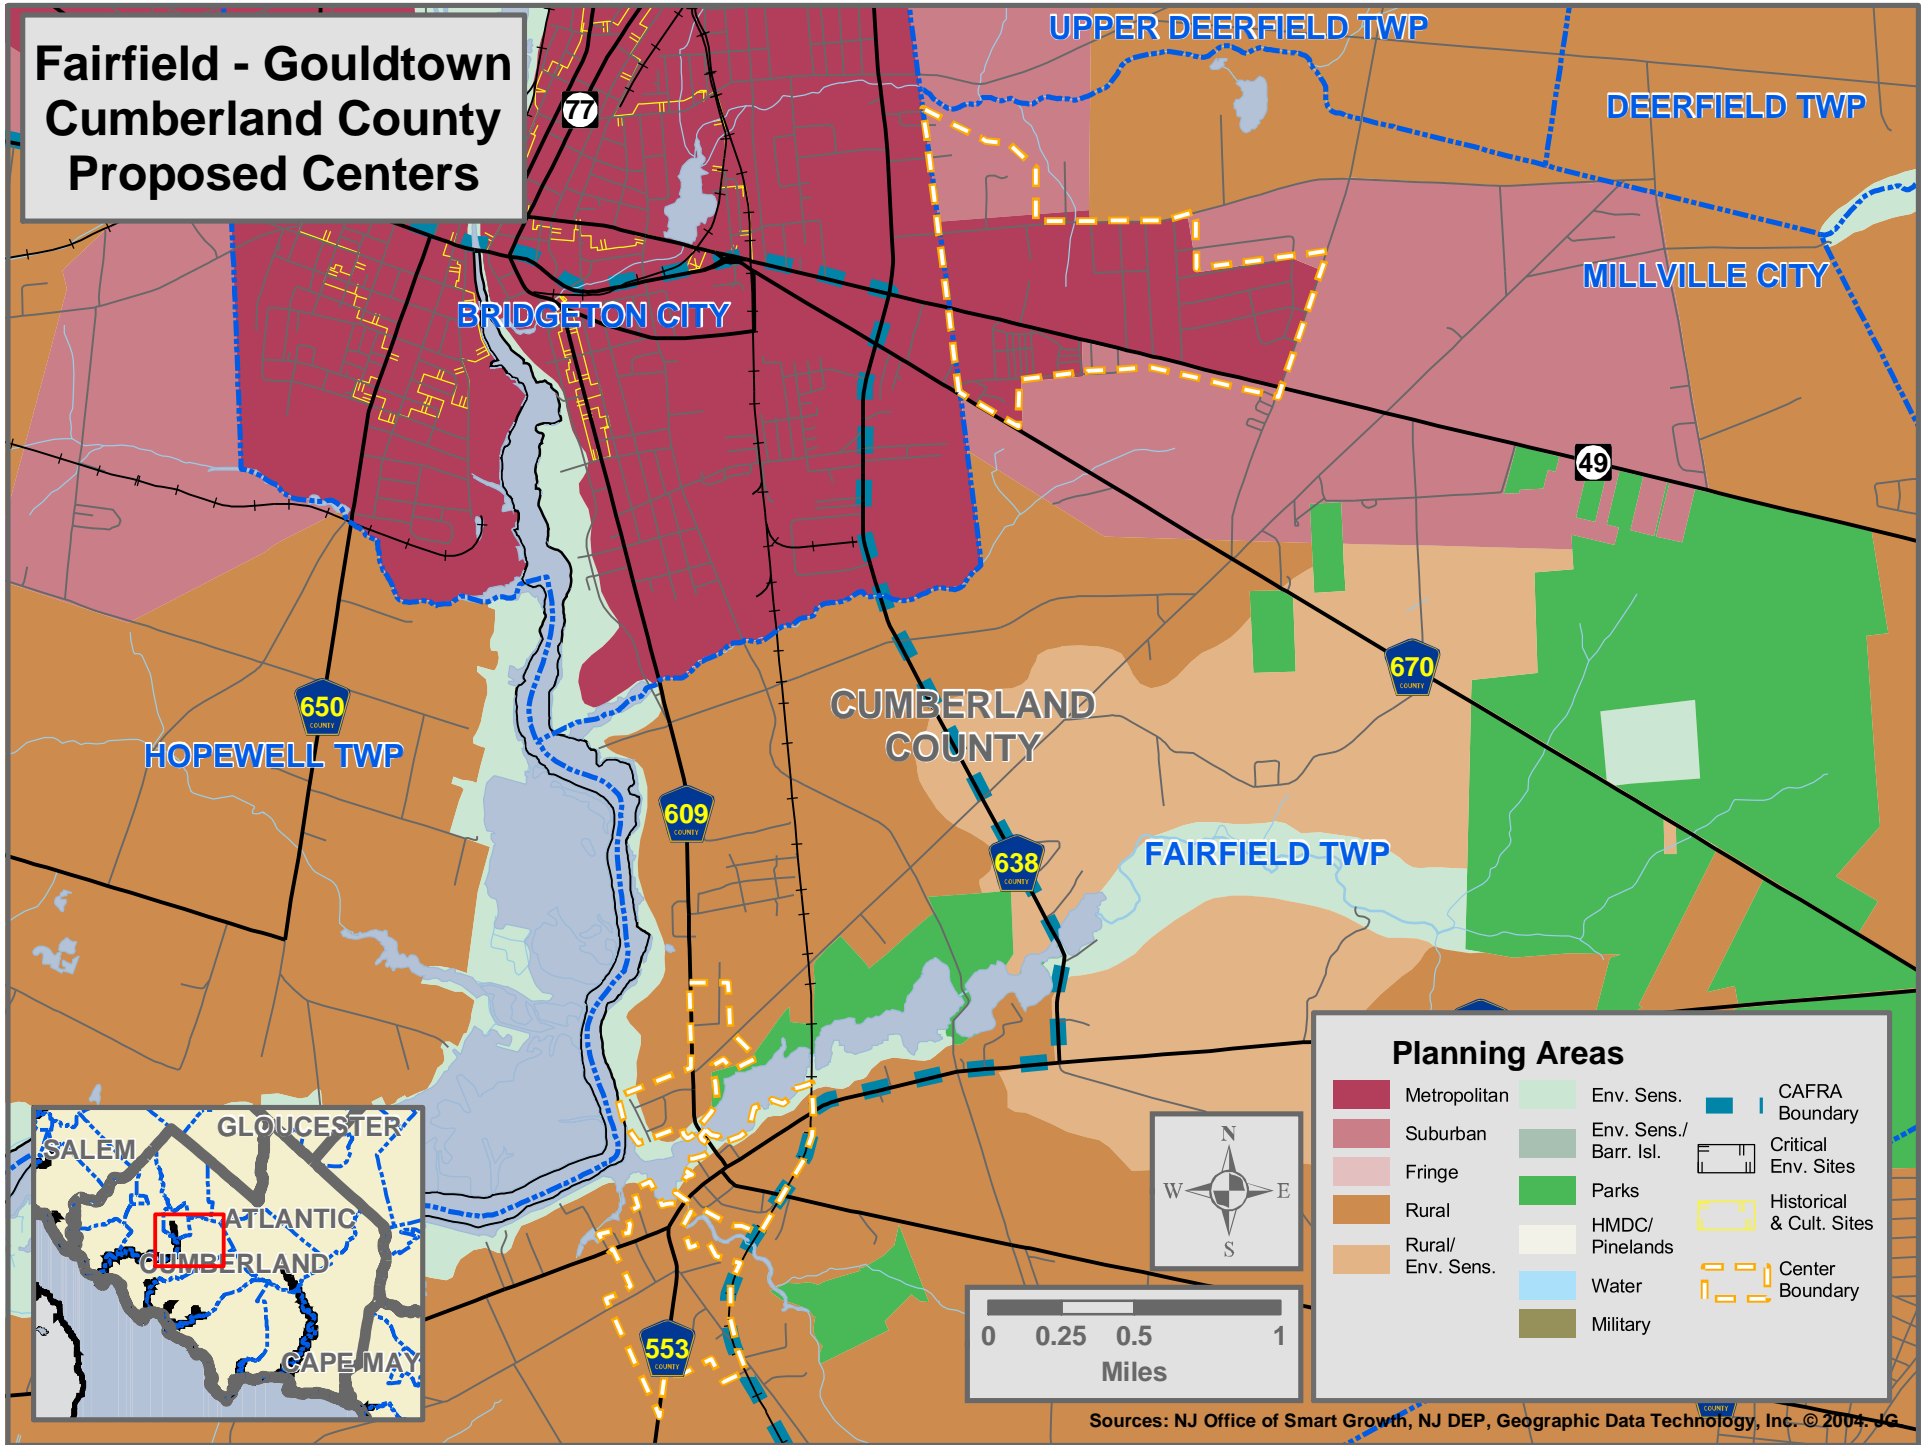 Fairfield - Gouldtown
Cumberland County
Proposed Centers
UPPER DEERFIELD TWP
DEERFIELD TWP
77
MILLVILLE CITY
BRIDGETON CITY
49
670
COUNTY
650
COUNTY
HOPEWELL TWP
CUMBERLAND
COUNTY
609
COUNTY
638
COUNTY
FAIRFIELD TWP
553
COUNTY
COUNTY
GLOUCESTER
SALEM
ATLANTIC
CUMBERLAND
CAPE MAY
N
W
E
S
0 0.25 0.5 1
Miles
Planning Areas
Metropolitan
Suburban
Fringe
Rural
Rural/
Env. Sens.
Env. Sens.
Env. Sens./
Barr. Isl.
Parks
HMDC/
Pinelands
Water
Military
CAFRA
Boundary
Critical
Env. Sites
Historical
& Cult. Sites
Center
Boundary
Sources: NJ Office of Smart Growth, NJ DEP, Geographic Data Technology, Inc. © 2004. JG